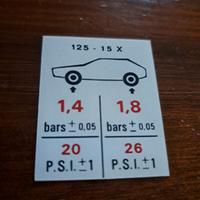 125 - 15 X
1,4 1,8
bars ± 0,05 bars ± 0,05
20 26
P.S.I. ±1 P.S.I. ±1